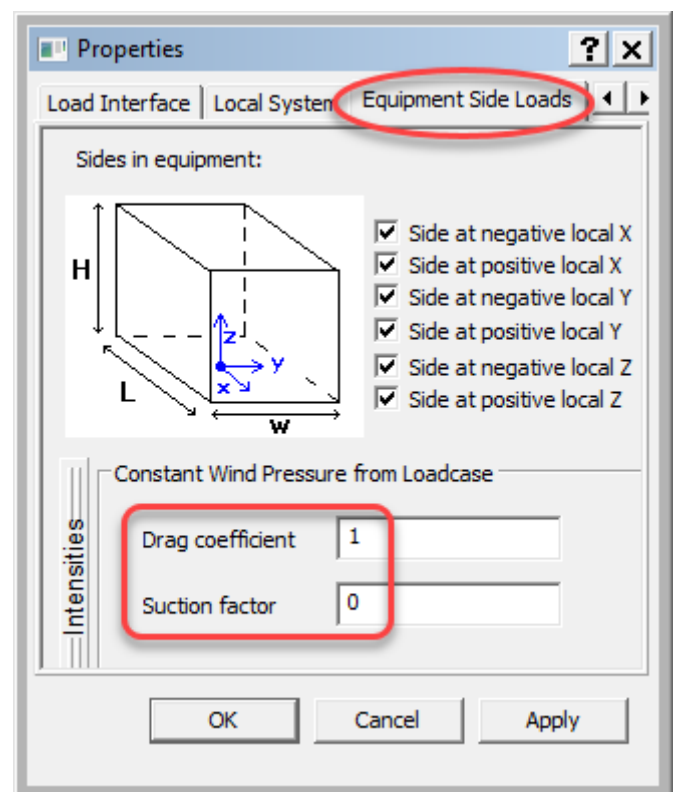 Properties
? x
Load Interface Local System Equipment Side Loads
Sides in equipment:
H
L
W
z
y
x
Side at negative local X
Side at positive local X
Side at negative local Y
Side at positive local Y
Side at negative local Z
Side at positive local Z
Intensities
Constant Wind Pressure from Loadcase
Drag coefficient 1
Suction factor 0
OK Cancel Apply